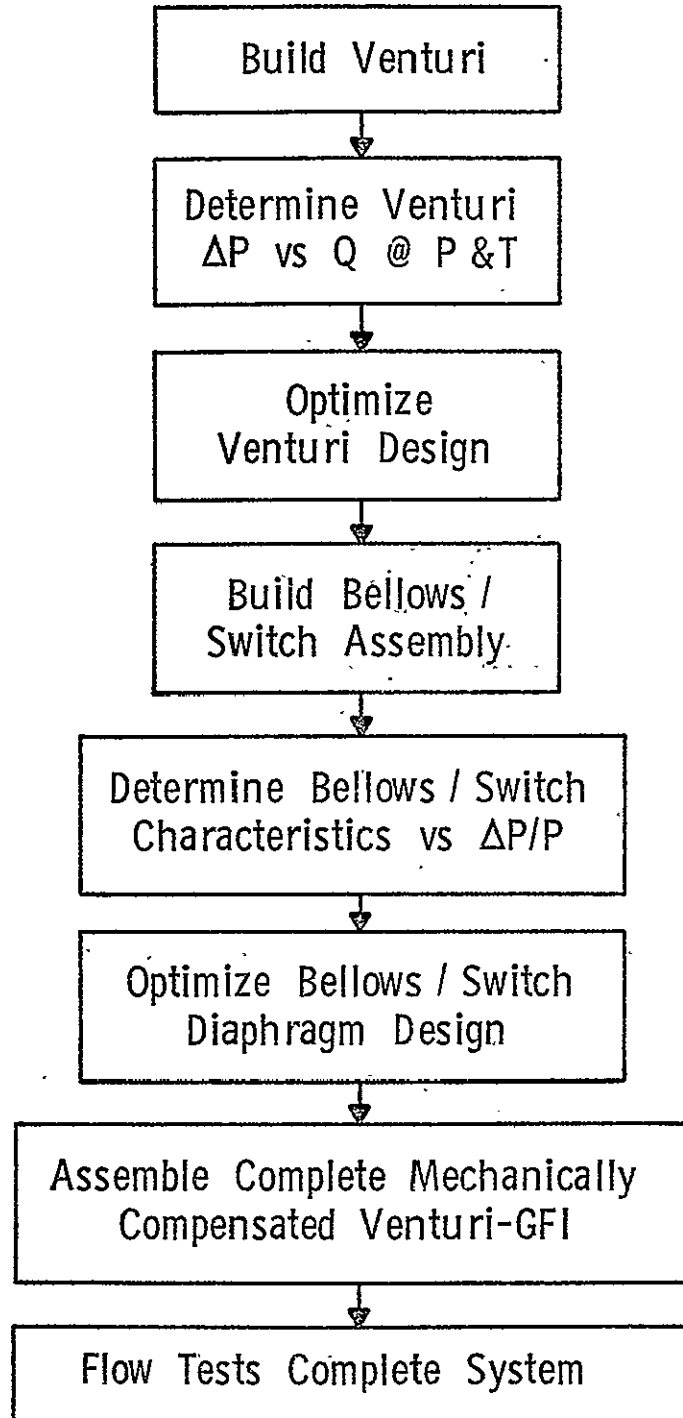 Build Venturi
Determine Venturi
ΔP vs Q @ P &T
Optimize
Venturi Design
Build Bellows /
Switch Assembly
Determine Bellows / Switch
Characteristics vs ΔP/P
Optimize Bellows / Switch
Diaphragm Design
Assemble Complete Mechanically
Compensated Venturi-GFI
Flow Tests Complete System